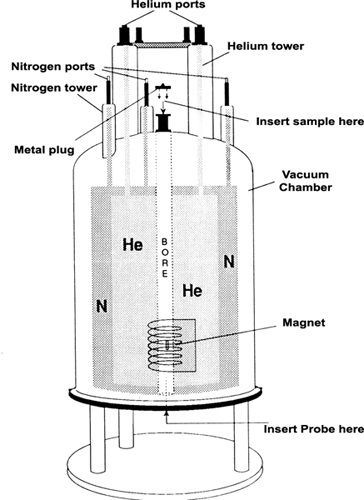 Helium ports
Helium tower
Nitrogen ports
Nitrogen tower
Insert sample here
Metal plug
Vacuum
Chamber
He
B
O
R
E
N
He
N
Magnet
Insert Probe here